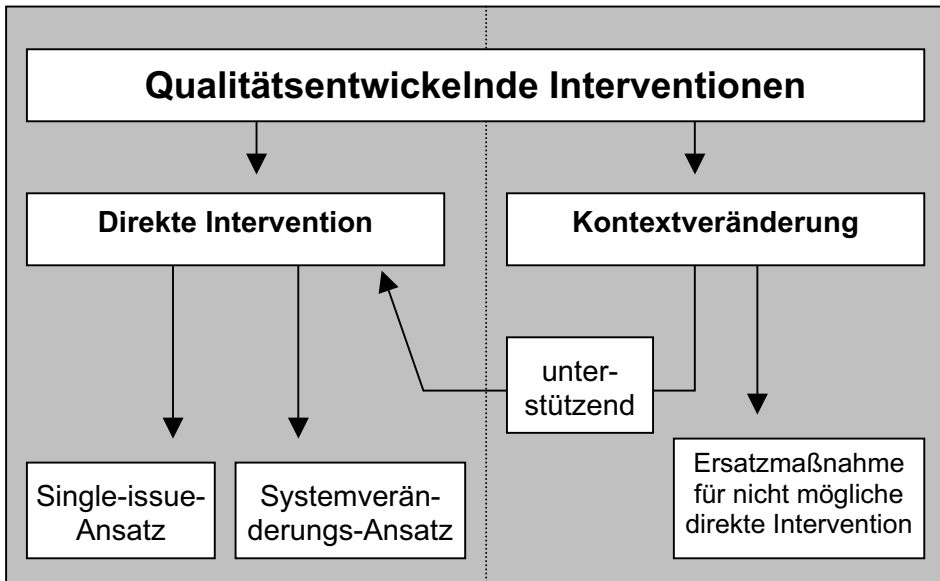 Qualitätsentwickelnde Interventionen
Direkte Intervention
Kontextveränderung
unter-
stützend
Single-issue-
Ansatz
Systemverän-
derungs-Ansatz
Ersatzmaßnahme
für nicht mögliche
direkte Intervention